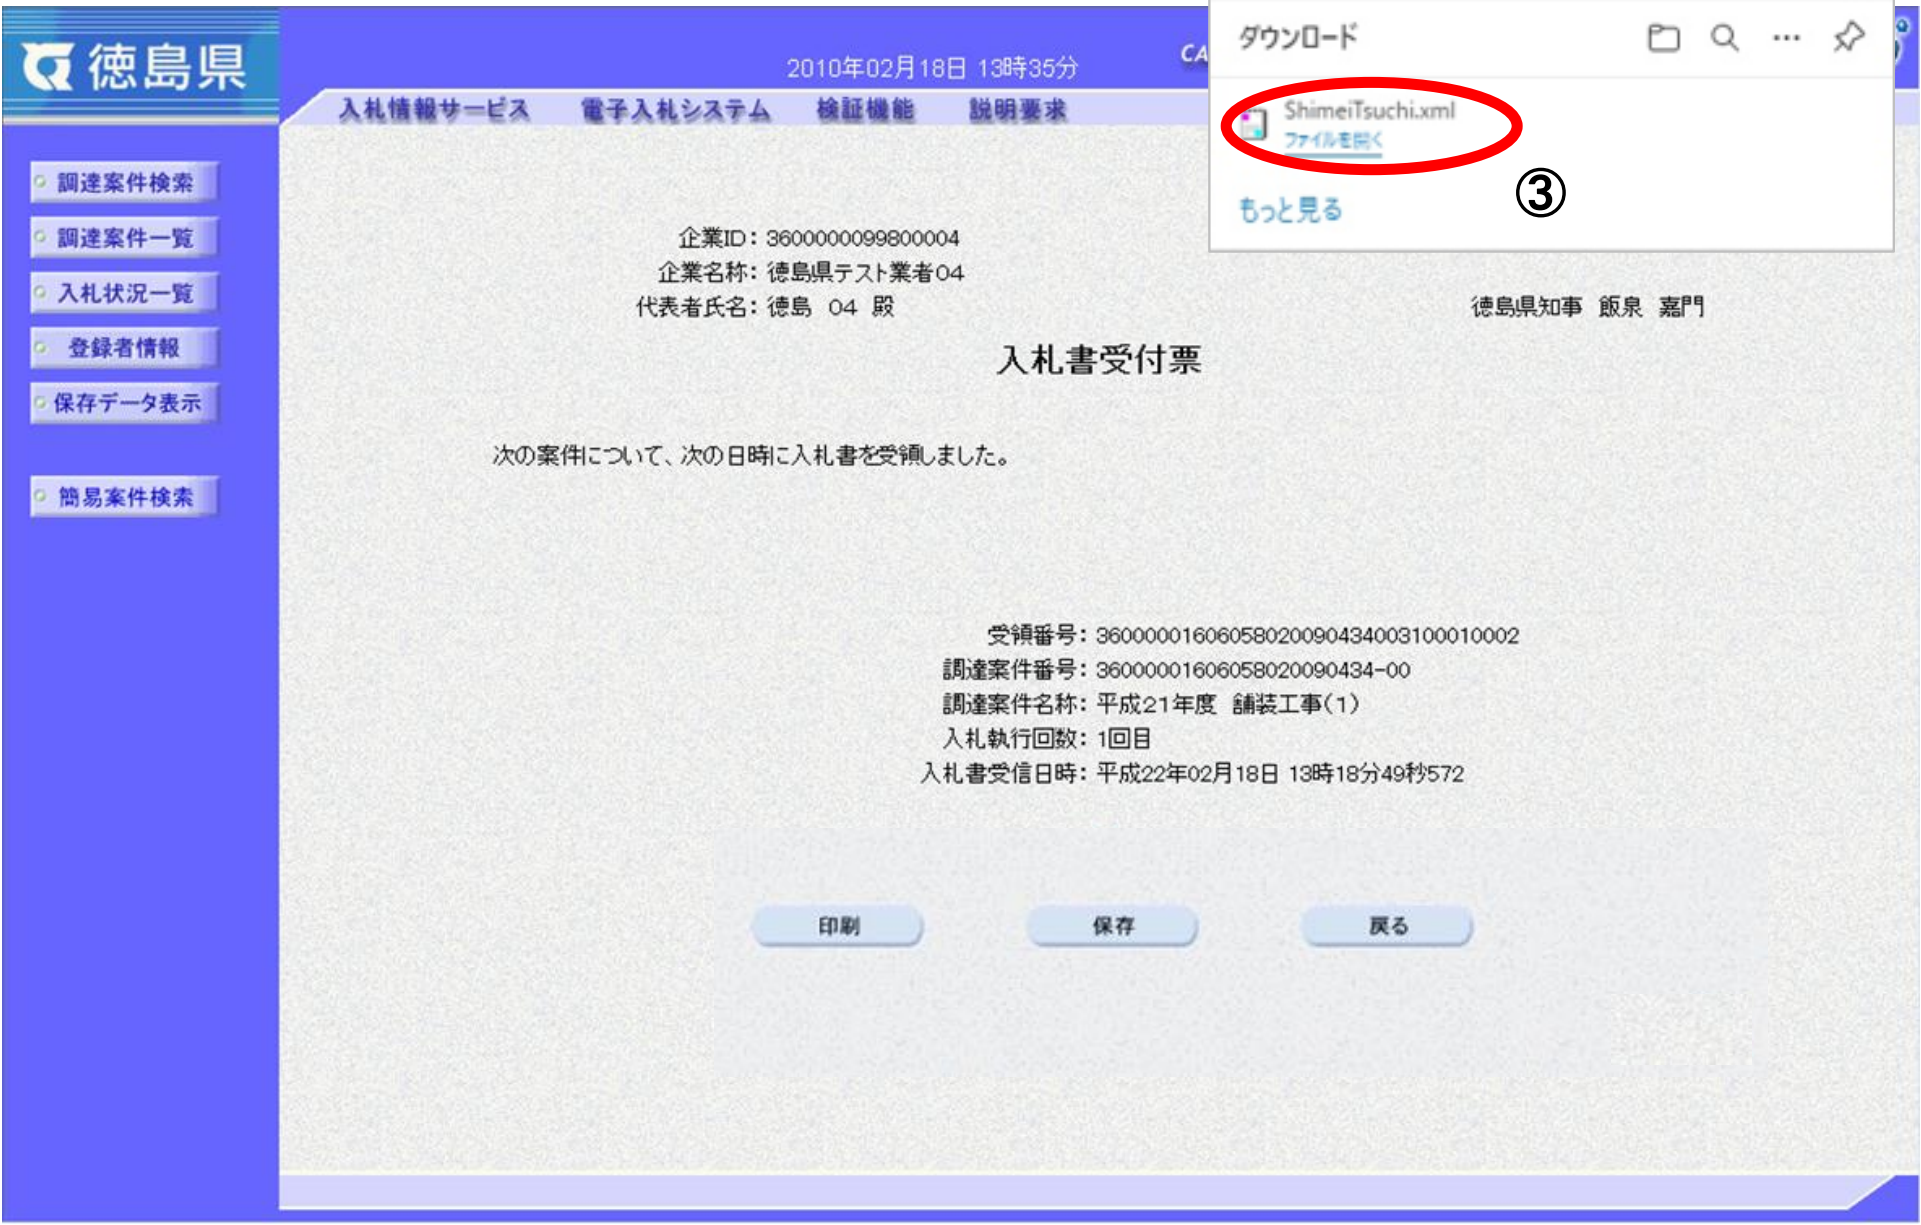 徳島県
2010年02月18日 13時35分
CA
入札情報サービス 電子入札システム 検証機能 説明要求
ダウンロード
ShimeiTsuchi.xml
ファイルを開く
もっと見る
③
調達案件検索
調達案件一覧
入札状況一覧
登録者情報
保存データ表示
簡易案件検索
企業ID：3600000099800004
企業名称：徳島県テスト業者04
代表者氏名：徳島 04 殿
徳島県知事 飯泉 嘉門
入札書受付票
次の案件について、次の日時に入札書を受領しました。
受領番号：360000016060580200904340031000​10002
調達案件番号：36000001606058020090434-00
調達案件名称：平成21年度 舗装工事(1)
入札執行回数：1回目
入札書受信日時：平成22年02月18日 13時18分49秒572
印刷
保存
戻る